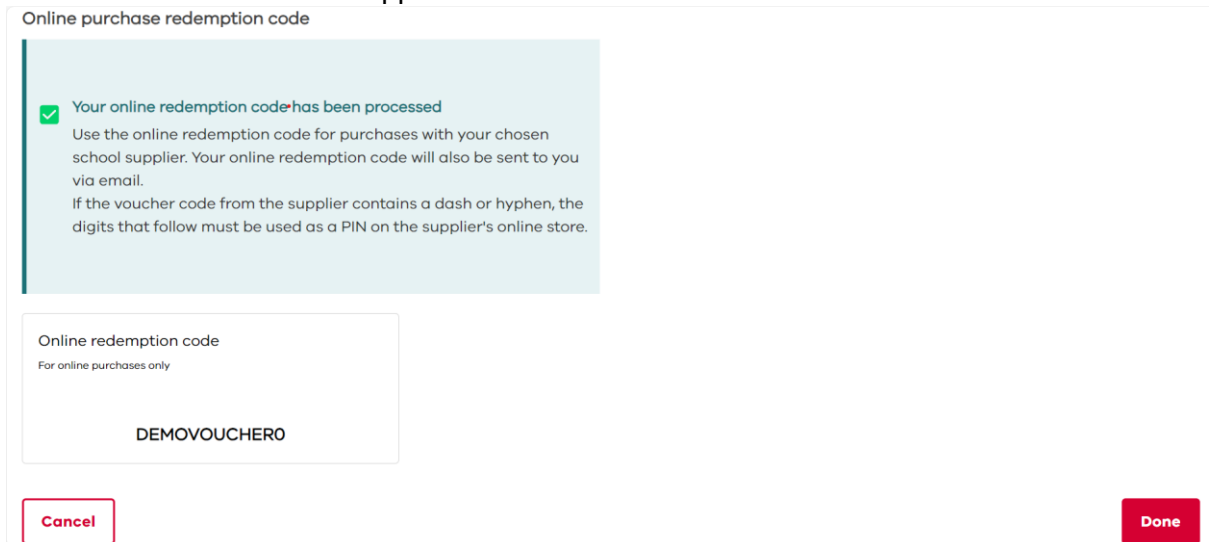 Online purchase redemption code
Your online redemption code has been processed
Use the online redemption code for purchases with your chosen
school supplier. Your online redemption code will also be sent to you
via email.
If the voucher code from the supplier contains a dash or hyphen, the
digits that follow must be used as a PIN on the supplier's online store.
Online redemption code
For online purchases only
DEMOVOUCHER0
Cancel
Done